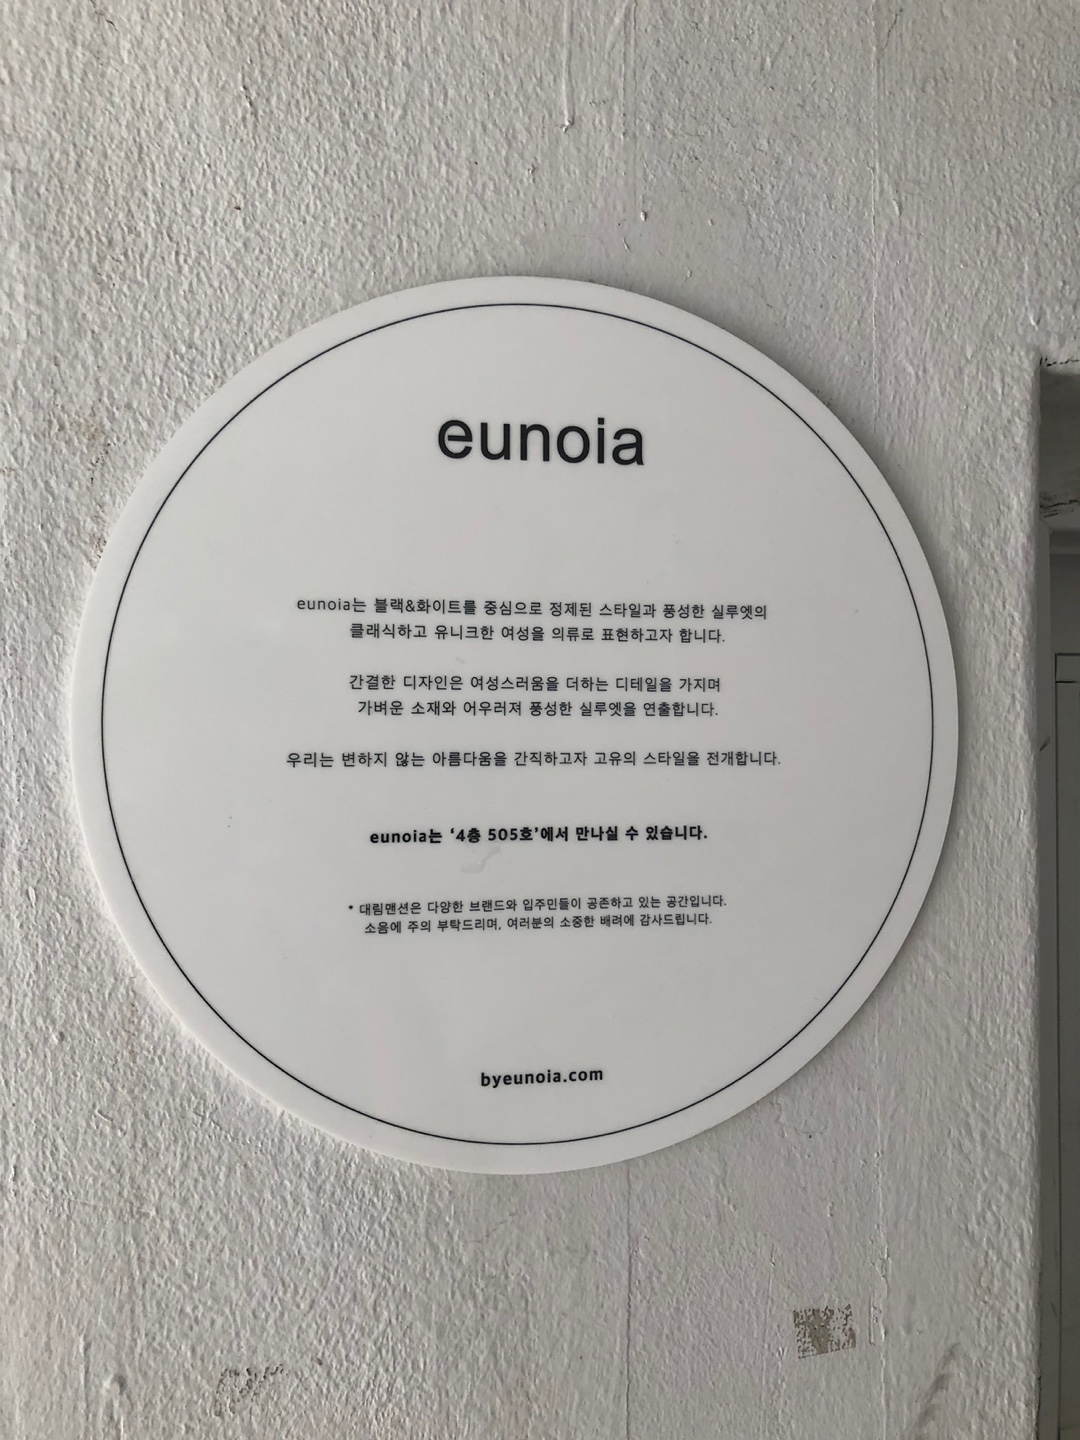 eunoia
eunoia는 블랙&화이트를 중심으로 정제된 스타일과 풍성한 실루엣의
클래식하고 유니크한 여성을 의류로 표현하고자 합니다.
간결한 디자인은 여성스러움을 더하는 디테일을 가지며
가벼운 소재와 어우러져 풍성한 실루엣을 연출합니다.
우리는 변하지 않는 아름다움을 간직하고자 고유의 스타일을 전개합니다.
eunoia는 ‘4층 505호’에서 만나실 수 있습니다.
* 대림맨션은 다양한 브랜드와 입주민들이 공존하고 있는 공간입니다.
소음에 주의 부탁드리며, 여러분의 소중한 배려에 감사드립니다.
byeunoia.com